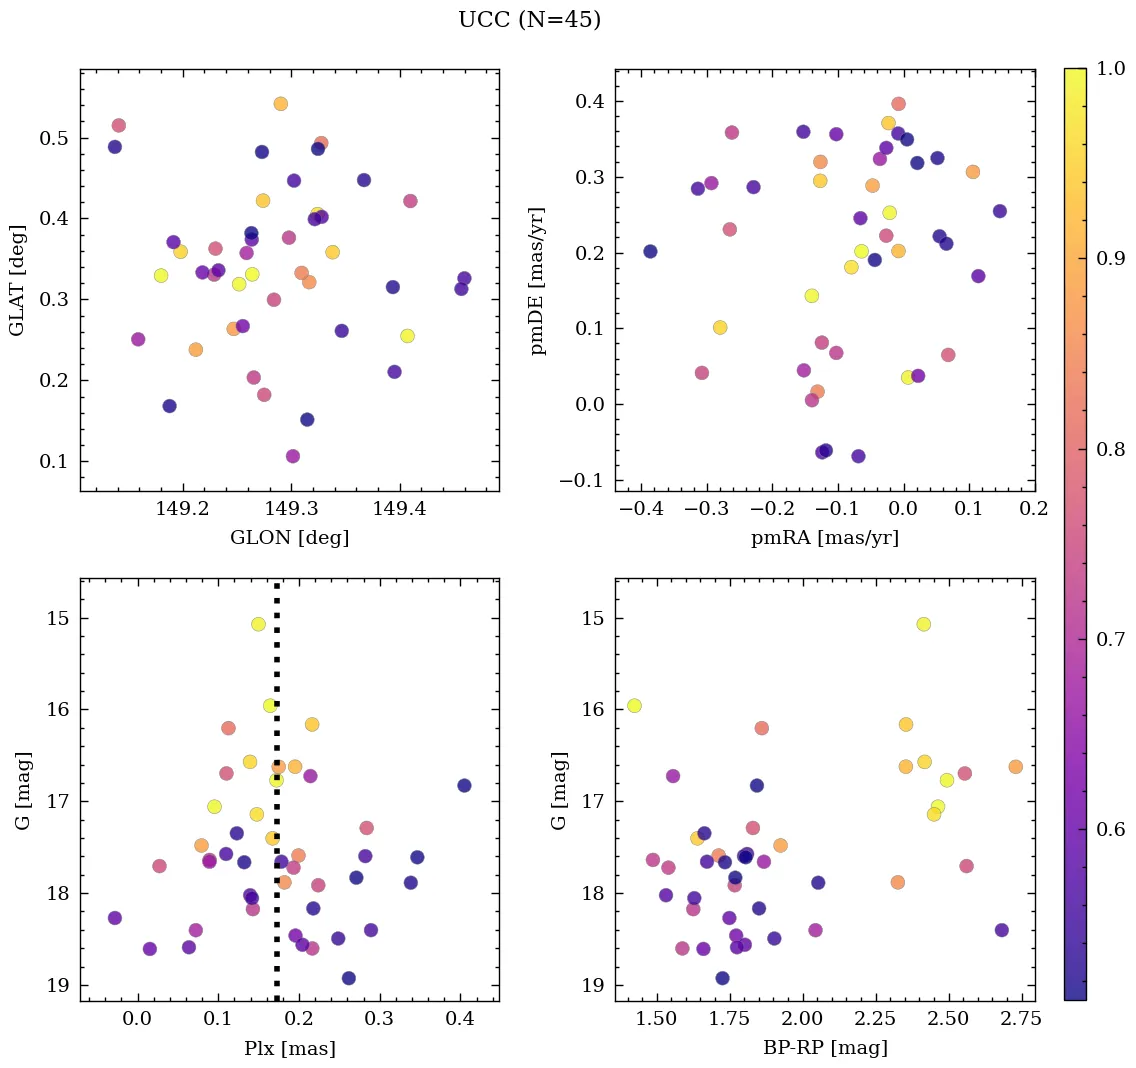 UCC (N=45)
0.5
0.4
0.3
0.2
0.1
GLAT [deg]
149.2 149.3 149.4
GLON [deg]
0.4
0.3
0.2
0.1
0.0
−0.1
pmDE [mas/yr]
−0.4 −0.3 −0.2 −0.1 0.0 0.1 0.2
pmRA [mas/yr]
15
16
17
18
19
G [mag]
0.0 0.1 0.2 0.3 0.4
Plx [mas]
15
16
17
18
19
G [mag]
1.50 1.75 2.00 2.25 2.50 2.75
BP-RP [mag]
1.0
0.9
0.8
0.7
0.6